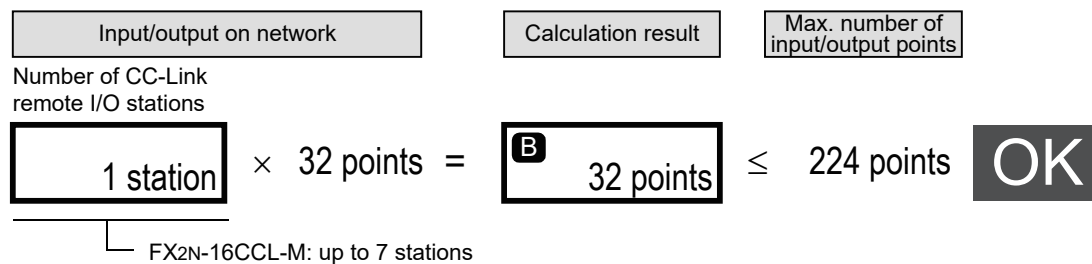 Input/output on network
Calculation result
Max. number of
input/output points
Number of CC-Link
remote I/O stations
1 station × 32 points = B 32 points ≤ 224 points OK
FX2N-16CCL-M: up to 7 stations